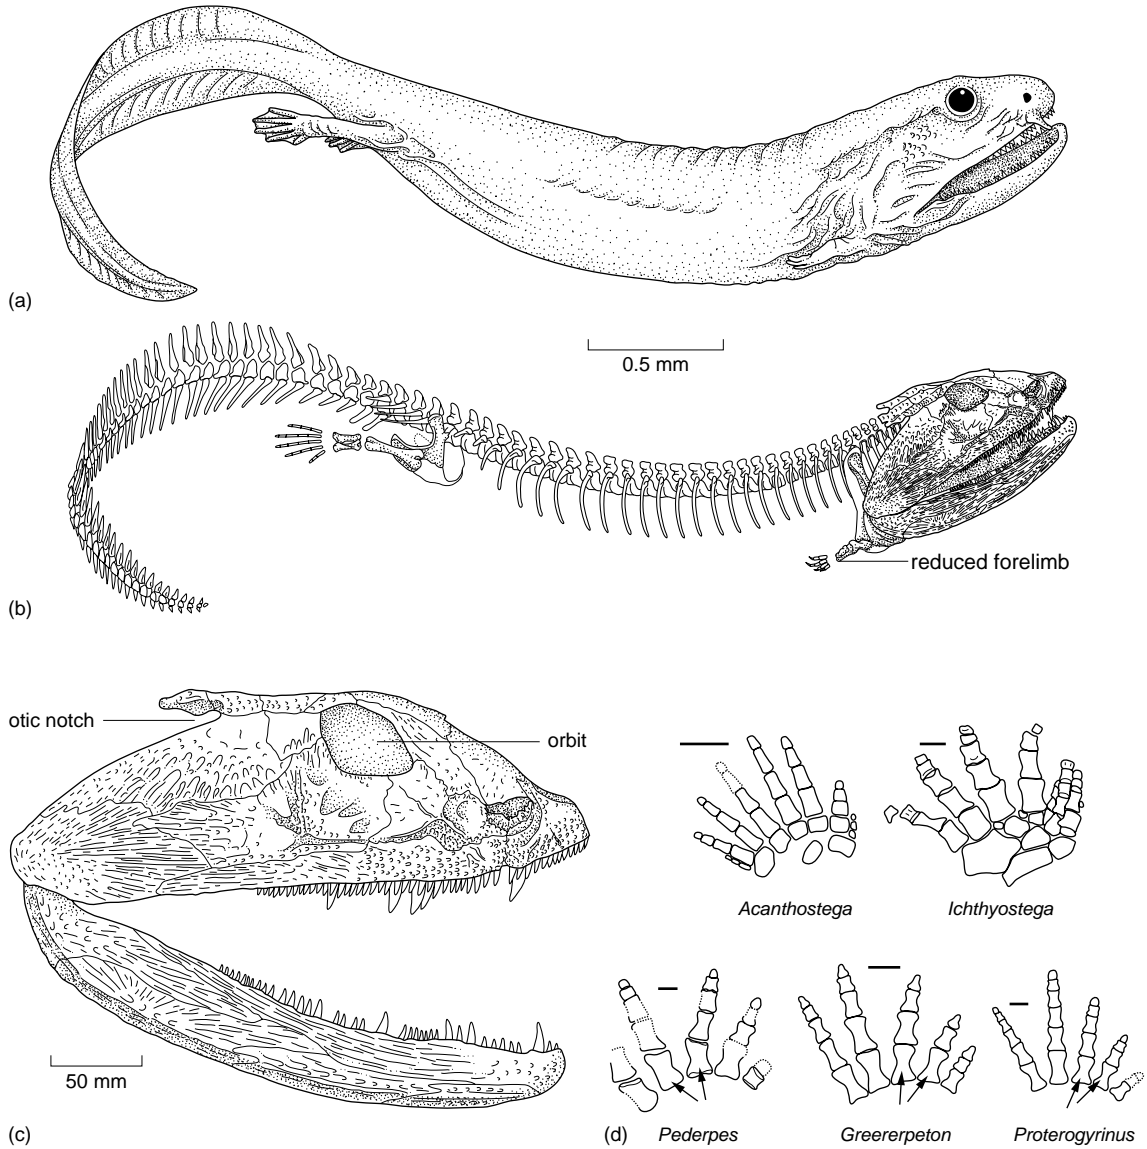 (a)
0.5 mm
reduced forelimb
(b)
otic notch
orbit
Acanthostega
Ichthyostega
50 mm
(c)
(d)
Pederpes
Greererpeton
Proterogyrinus